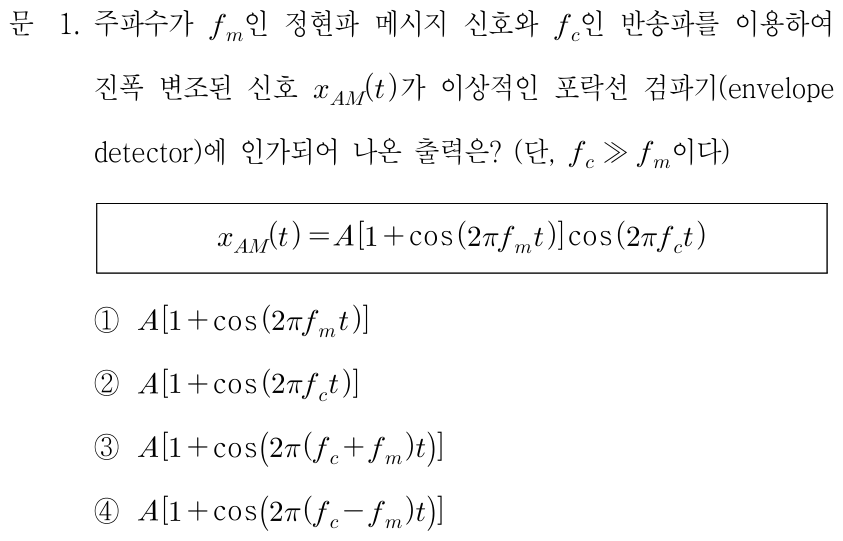 문 1. 주파수가 f_m인 정현파 메시지 신호와 f_c인 반송파를 이용하여
진폭 변조된 신호 x_{AM}(t)가 이상적인 포락선 검파기(envelope
detector)에 인가되어 나온 출력은? (단, f_c ≫ f_m이다)
x_{AM}(t)=A[1+cos(2πf_m t)]cos(2πf_c t)
① A[1+cos(2πf_m t)]
② A[1+cos(2πf_c t)]
③ A[1+cos(2π(f_c+f_m)t)]
④ A[1+cos(2π(f_c−f_m)t)]